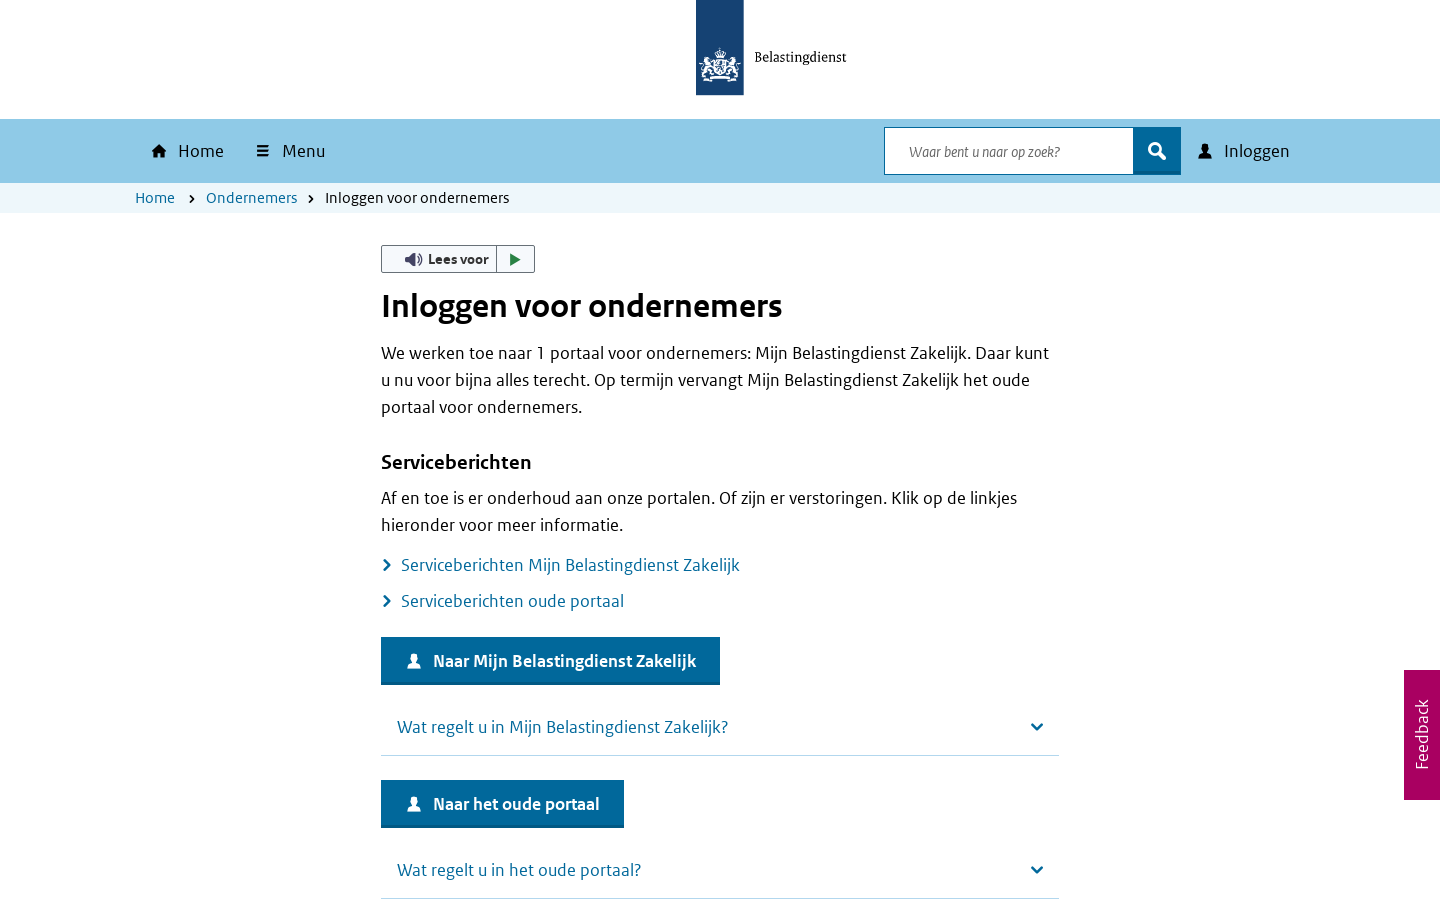 Belastingdienst
Home
Menu
Waar bent u naar op zoek?
Inloggen
Home
Ondernemers
Inloggen voor ondernemers
Lees voor
Inloggen voor ondernemers
We werken toe naar 1 portaal voor ondernemers: Mijn Belastingdienst Zakelijk. Daar kunt
u nu voor bijna alles terecht. Op termijn vervangt Mijn Belastingdienst Zakelijk het oude
portaal voor ondernemers.
Serviceberichten
Af en toe is er onderhoud aan onze portalen. Of zijn er verstoringen. Klik op de linkjes
hieronder voor meer informatie.
Serviceberichten Mijn Belastingdienst Zakelijk
Serviceberichten oude portaal
Naar Mijn Belastingdienst Zakelijk
Wat regelt u in Mijn Belastingdienst Zakelijk?
Naar het oude portaal
Wat regelt u in het oude portaal?
Feedback